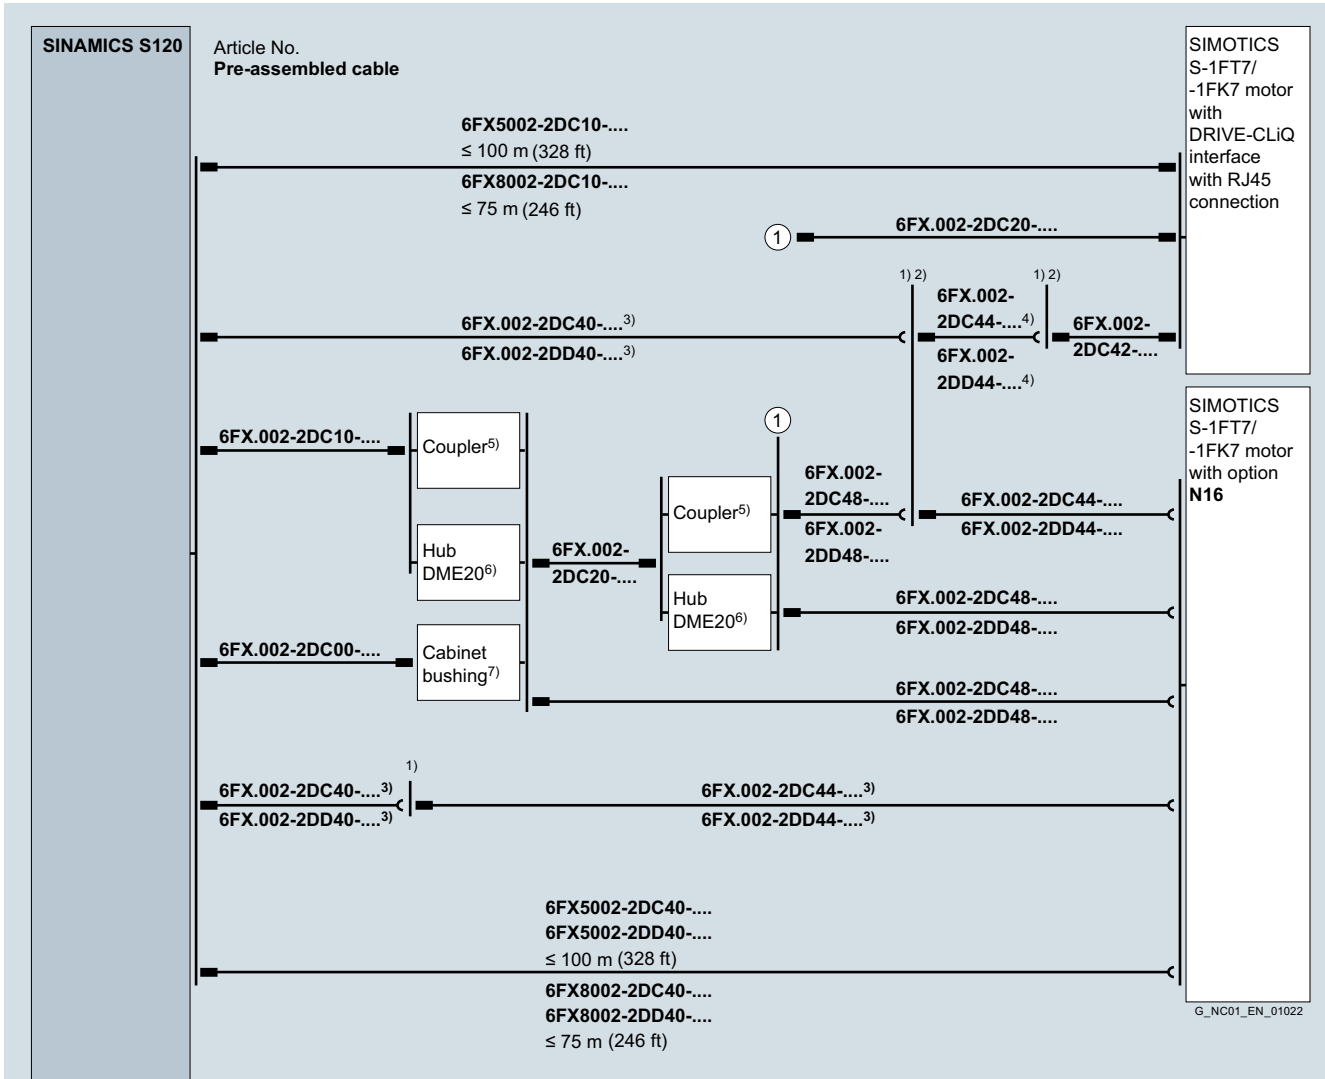 SINAMICS S120
Article No.
Pre-assembled cable
SIMOTICS
S-1FT7/
-1FK7 motor
with
DRIVE-CLiQ
interface
with RJ45
connection
6FX5002-2DC10-....
≤ 100 m (328 ft)
6FX8002-2DC10-....
≤ 75 m (246 ft)
1
6FX.002-2DC20-....
1) 2)
1) 2)
6FX.002-2DC40-....3)
6FX.002-2DD40-....3)
6FX.002-
2DC44-....4)
6FX.002-
2DD44-....4)
6FX.002-
2DC42-....
SIMOTICS
S-1FT7/
-1FK7 motor
with option
N16
6FX.002-2DC10-....
Coupler5)
Hub
DME206)
6FX.002-
2DC20-....
1
Coupler5)
Hub
DME206)
6FX.002-
2DC48-....
6FX.002-
2DD48-....
6FX.002-2DC44-....
6FX.002-2DD44-....
6FX.002-2DC48-....
6FX.002-2DD48-....
6FX.002-2DC00-....
Cabinet
bushing7)
6FX.002-2DC48-....
6FX.002-2DD48-....
1)
6FX.002-2DC40-....3)
6FX.002-2DD40-....3)
6FX.002-2DC44-....3)
6FX.002-2DD44-....3)
6FX5002-2DC40-....
6FX5002-2DD40-....
≤ 100 m (328 ft)
6FX8002-2DC40-....
6FX8002-2DD40-....
≤ 75 m (246 ft)
G_NC01_EN_01022